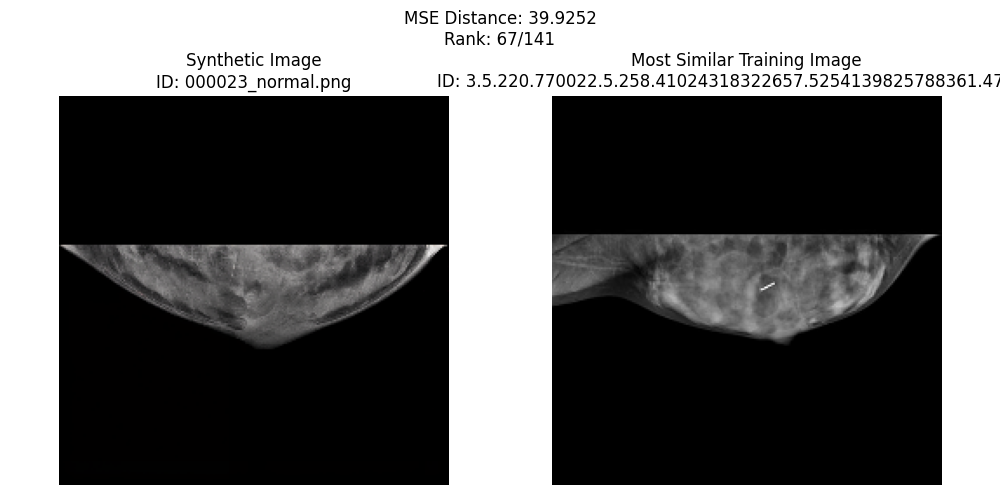 MSE Distance: 39.9252
Rank: 67/141
Synthetic Image
ID: 000023_normal.png
Most Similar Training Image
ID: 3.5.220.770022.5.258.41024318322657.5254139825788361.47